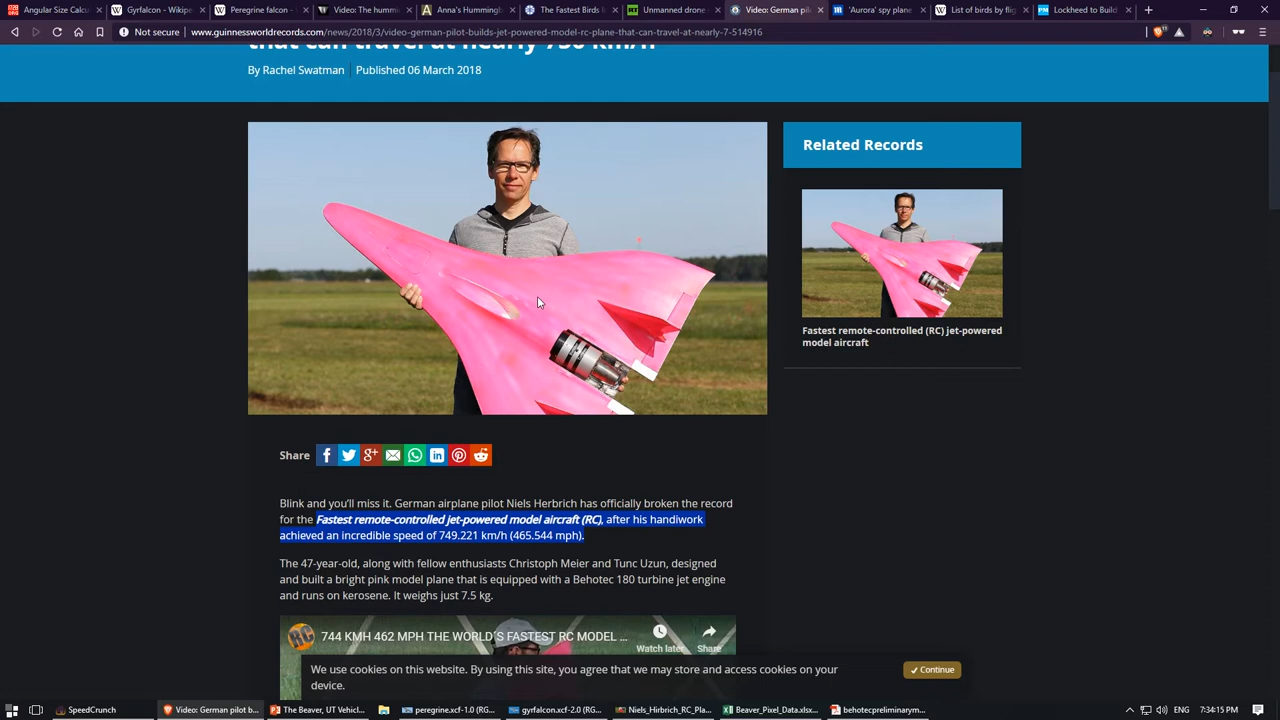 Angular Size Calcu
Gyrfalcon - Wikipe
Peregrine falcon -
Video: The humm
Anna's Hummingb
The Fastest Birds I
Unmanned drone
Video: German pi
'Aurora' spy plane
List of birds by flig
Lockheed to Build
Not secure
www.guinnessworldrecords.com/news/2018/3/video-german-pilot-builds-jet-powered-model-rc-plane-that-can-travel-at-nearly-7-514916
that can travel at nearly 750 km/h
By Rachel Swatman
Published 06 March 2018
Related Records
Fastest remote-controlled (RC) jet-powered
model aircraft
Share
Blink and you'll miss it. German airplane pilot Niels Herbrich has officially broken the record
for the Fastest remote-controlled jet-powered model aircraft (RC), after his handiwork
achieved an incredible speed of 749.221 km/h (465.544 mph).
The 47-year-old, along with fellow enthusiasts Christoph Meier and Tunc Uzun, designed
and built a bright pink model plane that is equipped with a Behotec 180 turbine jet engine
and runs on kerosene. It weighs just 7.5 kg.
744 KMH 462 MPH THE WORLD´S FASTEST RC MODEL ...
Watch later
Share
We use cookies on this website. By using this site, you agree that we may store and access cookies on your
device.
Continue
SpeedCrunch
Video: German pilot b...
The Beaver, UT Vehicl...
peregrine.xcf-1.0 (RG...
gyrfalcon.xcf-2.0 (RG...
Niels_Hirbrich_RC_Pla...
Beaver_Pixel_Data.xlsx...
behotecpreliminarym...
ENG
7:34:15 PM